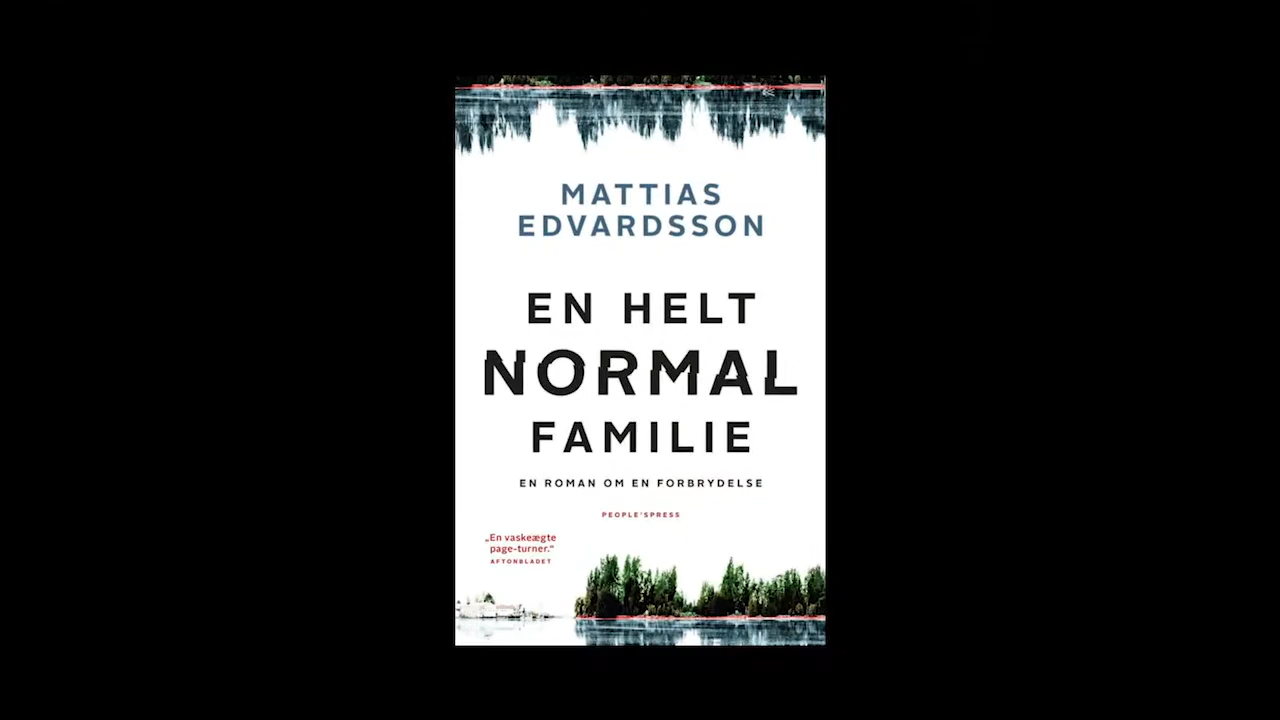 MATTIAS
EDVARDSSON
EN HELT
NORMAL
FAMILIE
EN ROMAN OM EN FORBRYDELSE
PEOPLE'SPRESS
„En vaskeægte
page-turner.“
AFTONBLADET